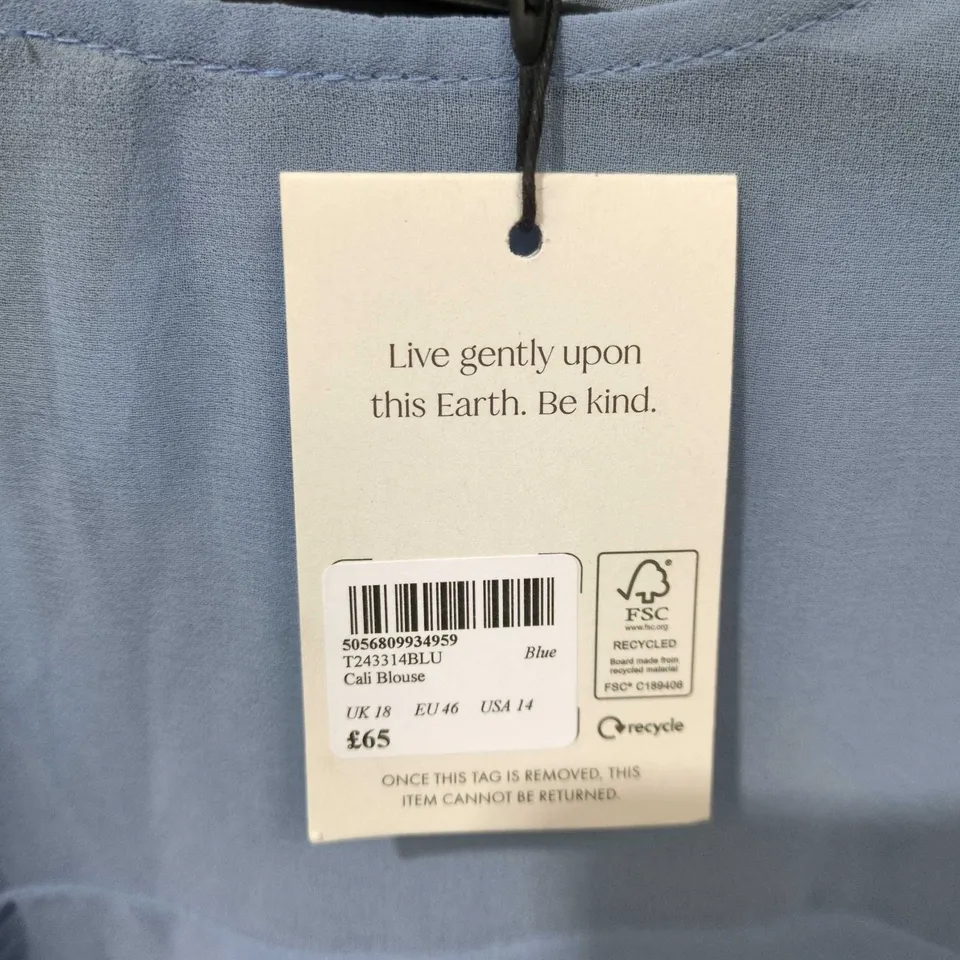 Live gently upon
this Earth. Be kind.
5056809934959
T243314BLU
Blue
Cali Blouse
UK 18 EU 46 USA 14
£65
FSC
www.fsc.org
RECYCLED
Board made from
recycled material
FSC® C189406
recycle
ONCE THIS TAG IS REMOVED, THIS
ITEM CANNOT BE RETURNED.